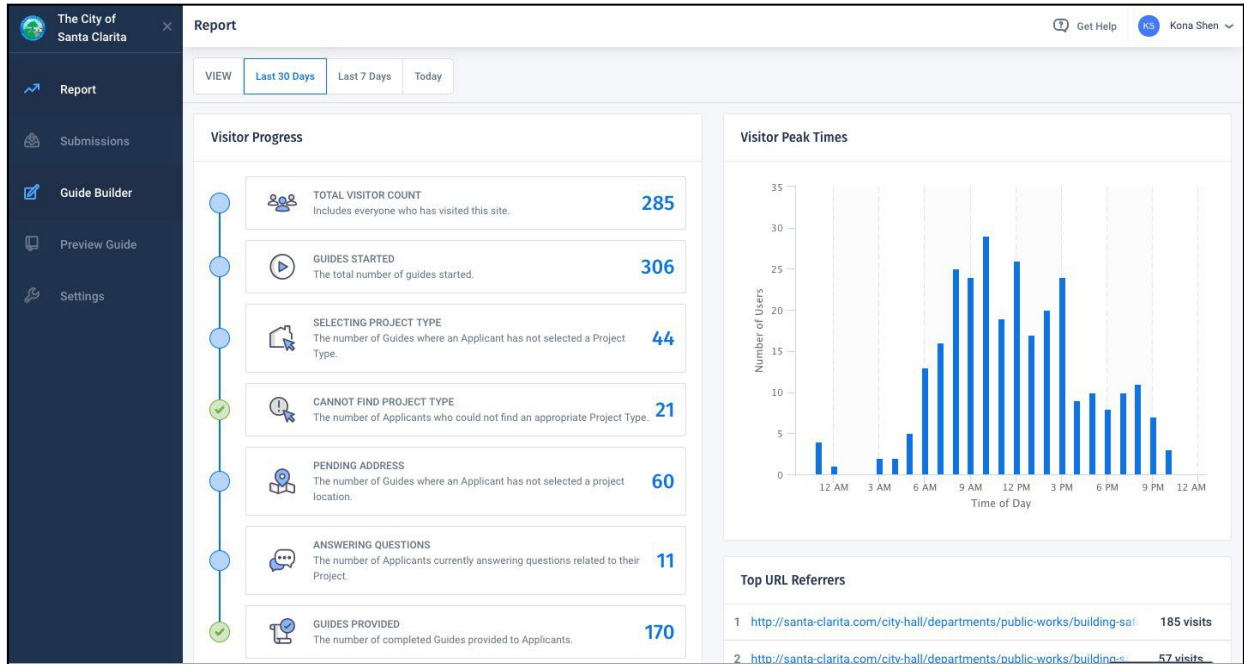 The City of
Santa Clarita
×
Report
Get Help
KS
Kona Shen
Report
Submissions
Guide Builder
Preview Guide
Settings
VIEW
Last 30 Days
Last 7 Days
Today
Visitor Progress
TOTAL VISITOR COUNT
Includes everyone who has visited this site.
285
GUIDES STARTED
The total number of guides started.
306
SELECTING PROJECT TYPE
The number of Guides where an Applicant has not selected a Project
Type.
44
CANNOT FIND PROJECT TYPE
The number of Applicants who could not find an appropriate Project Type.
21
PENDING ADDRESS
The number of Guides where an Applicant has not selected a project
location.
60
ANSWERING QUESTIONS
The number of Applicants currently answering questions related to their
Project.
11
GUIDES PROVIDED
The number of completed Guides provided to Applicants.
170
Visitor Peak Times
35
30
25
20
15
10
5
0
Number of Users
12 AM 3 AM 6 AM 9 AM 12 PM 3 PM 6 PM 9 PM 12 AM
Time of Day
Top URL Referrers
1 http://santa-clarita.com/city-hall/departments/public-works/building-saf 185 visits
2 http://santa-clarita.com/city-hall/departments/public-works/building-s 57 visits